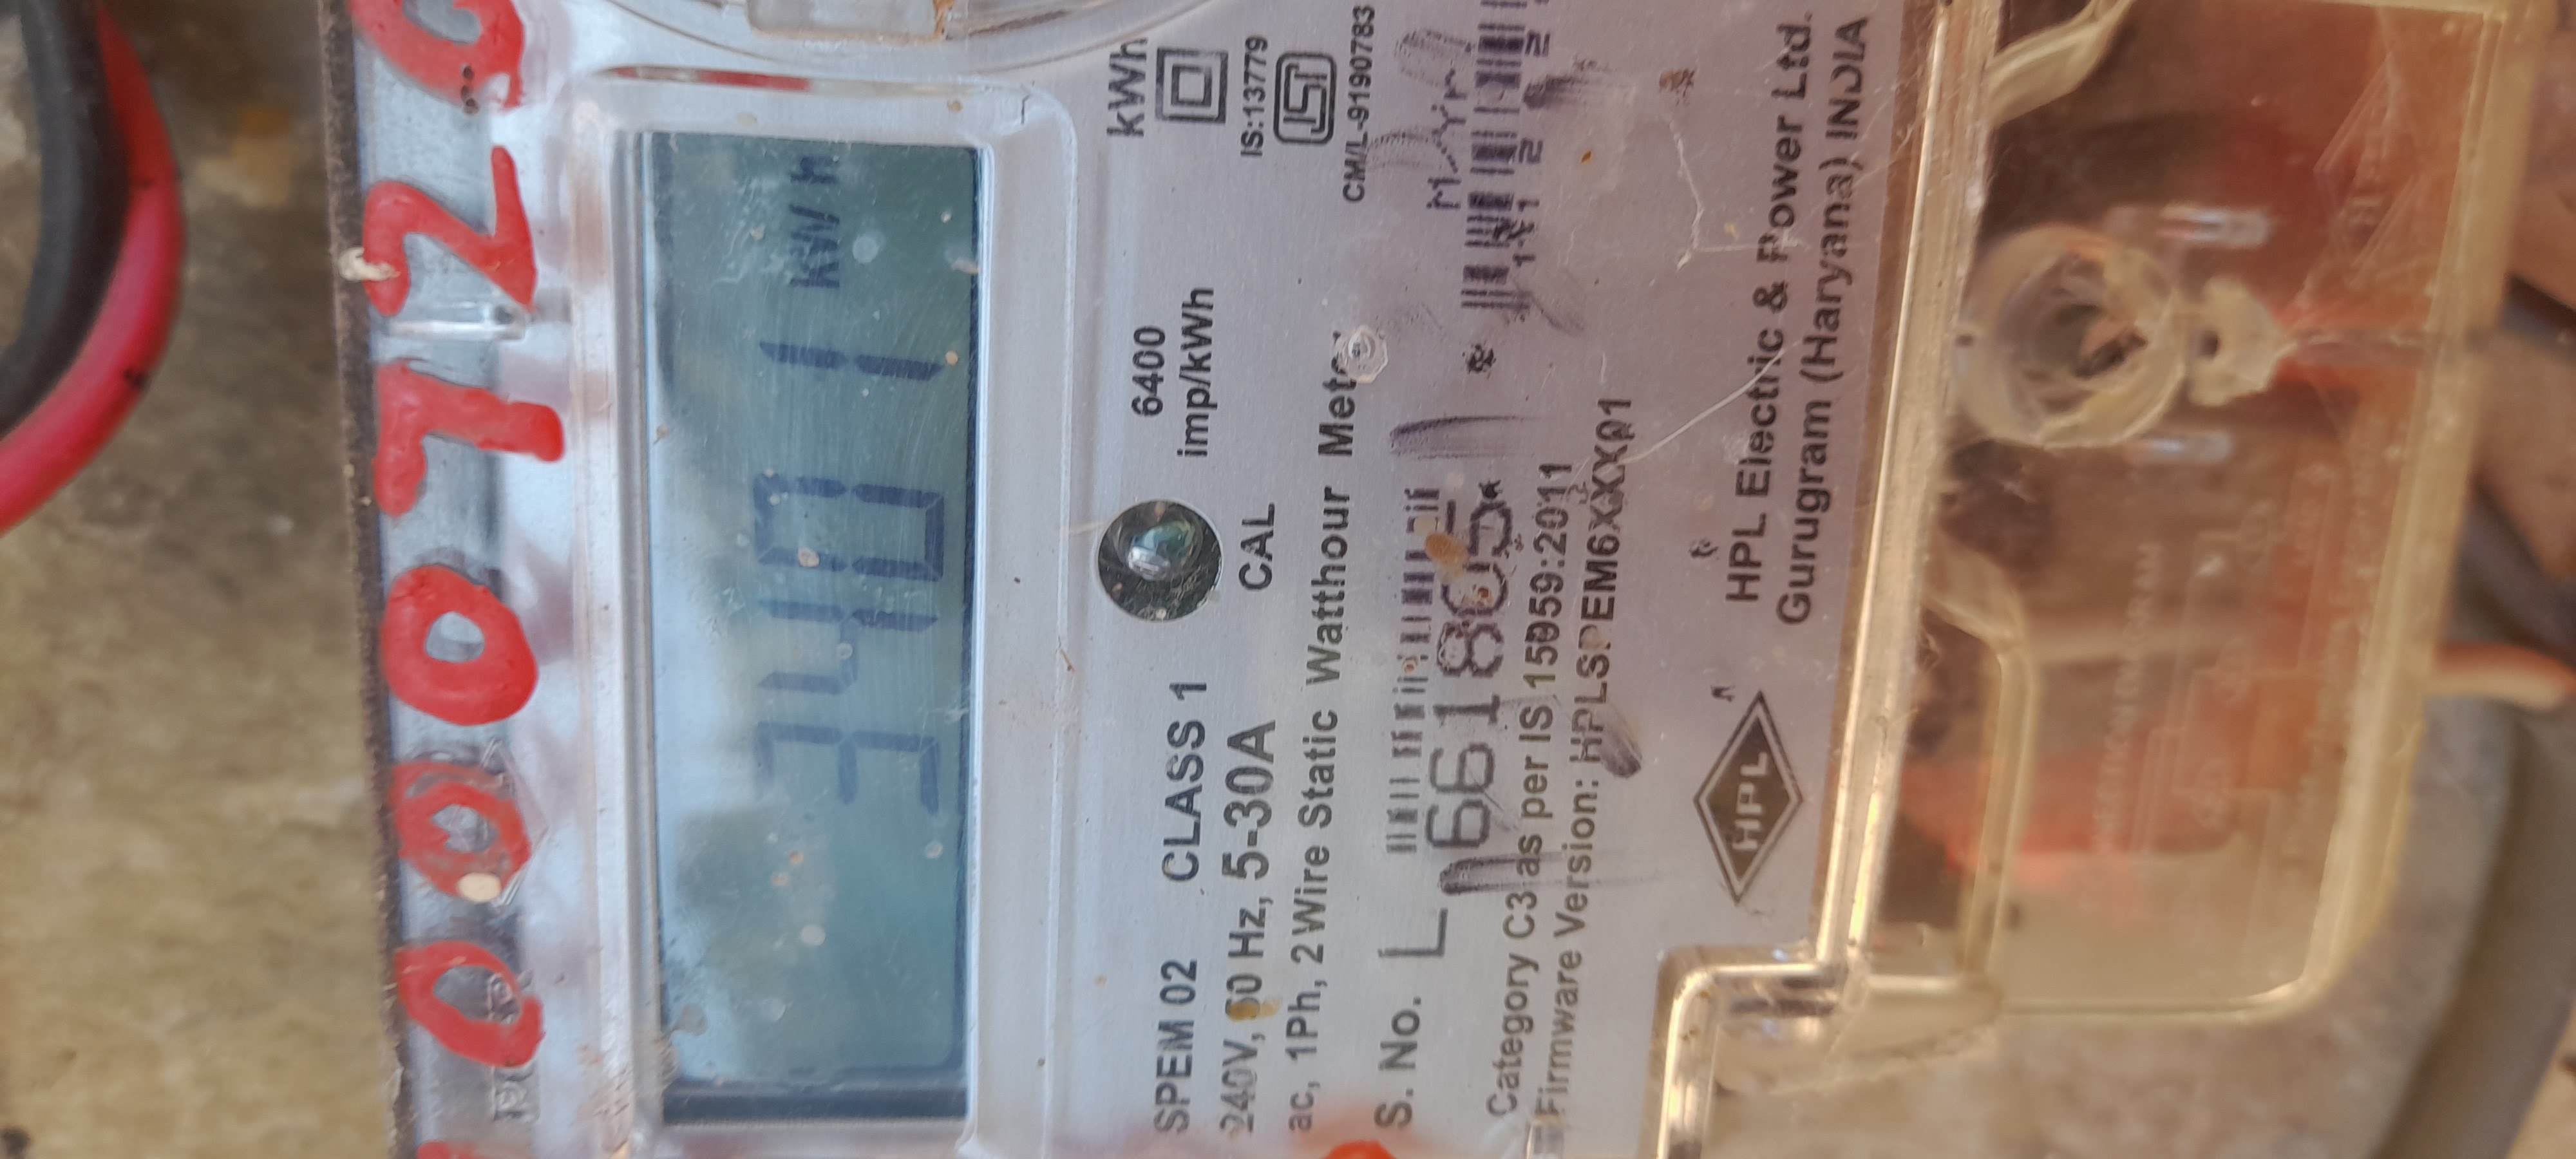 3401 kWh
kWh
6400
imp/kWh
IS:13779
ISI
CM/L-9190783
CAL
SPEM 02 CLASS 1
240V, 50 Hz, 5-30A
ac, 1Ph, 2 Wire Static Watthour Meter
S. No. L
Category C3 as per IS 15959:2011
Firmware Version: HPLSPEM6XXX01
HPL
HPL Electric & Power Ltd.
Gurugram (Haryana) INDIA